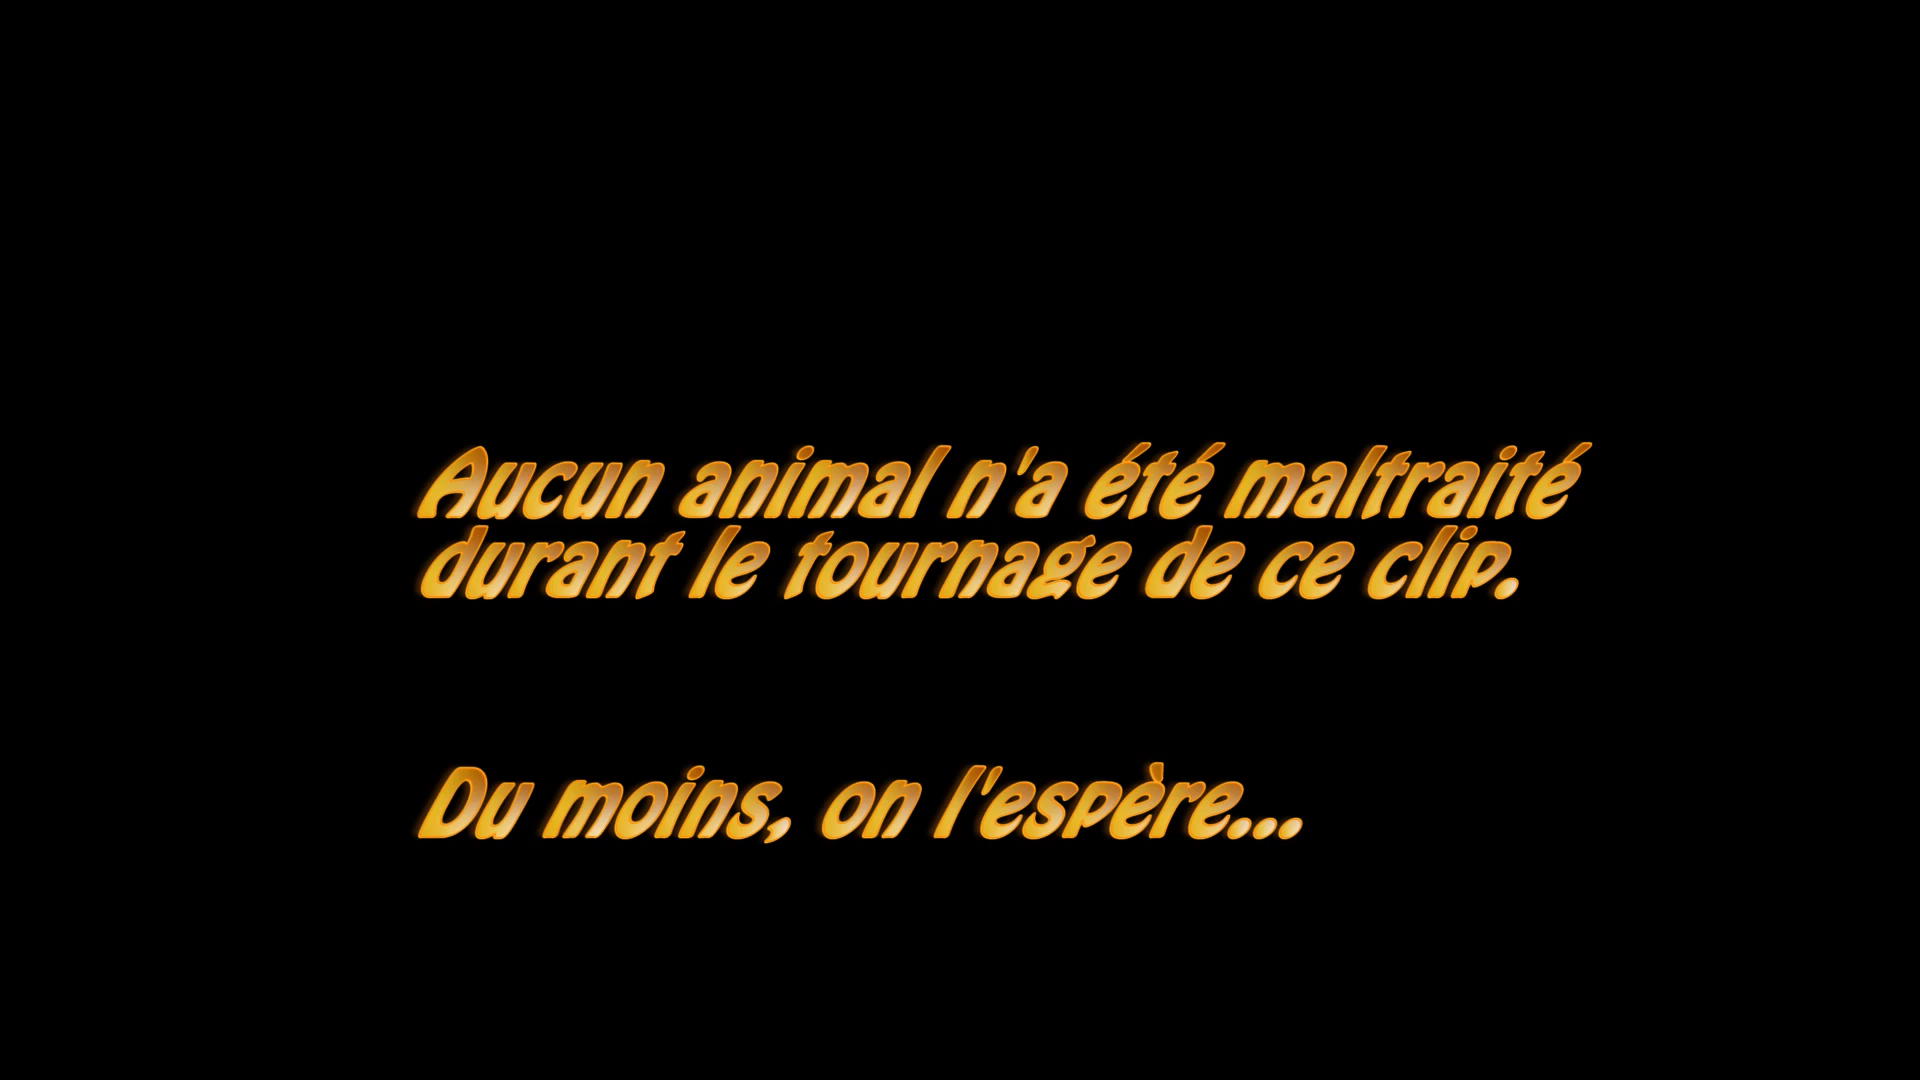 Aucun animal n'a été maltraité
durant le tournage de ce clip.
Du moins, on l'espère...